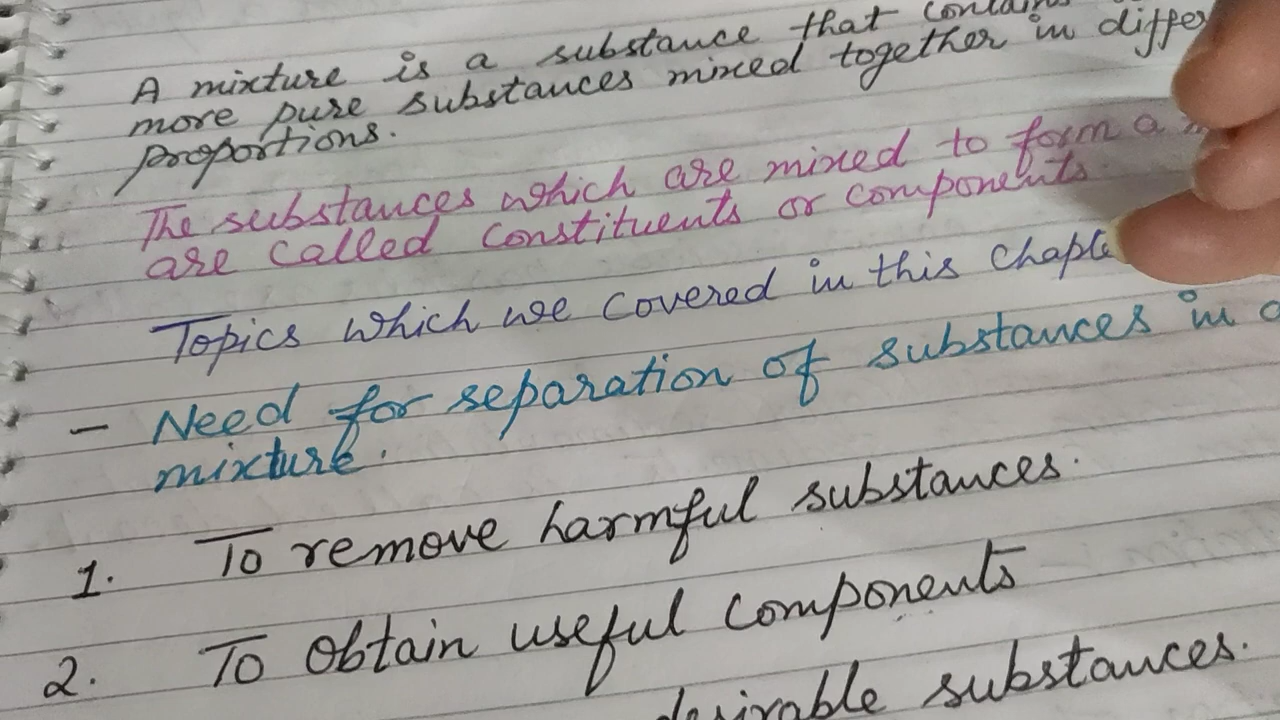 A mixture is a substance that
more pure substances mixed together in
proportions.
The substances which are mixed to form a
are called constituents or components.
Topics which we covered in this
- Need for separation of substances in a
mixture.
1. To remove harmful substances.
2. To obtain useful components
substances.